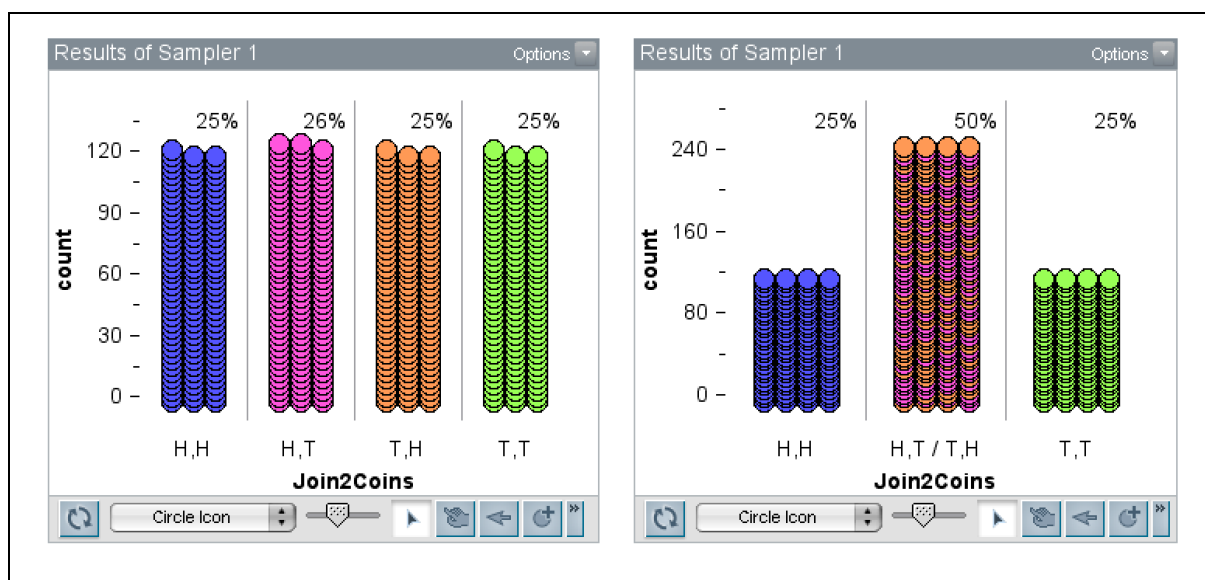 Results of Sampler 1 Options
25% 26% 25% 25%
120
90
60
30
0
count
H,H H,T T,H T,T
Join2Coins
Circle Icon »
Results of Sampler 1 Options
25% 50% 25%
240
160
80
0
count
H,H H,T / T,H T,T
Join2Coins
Circle Icon »